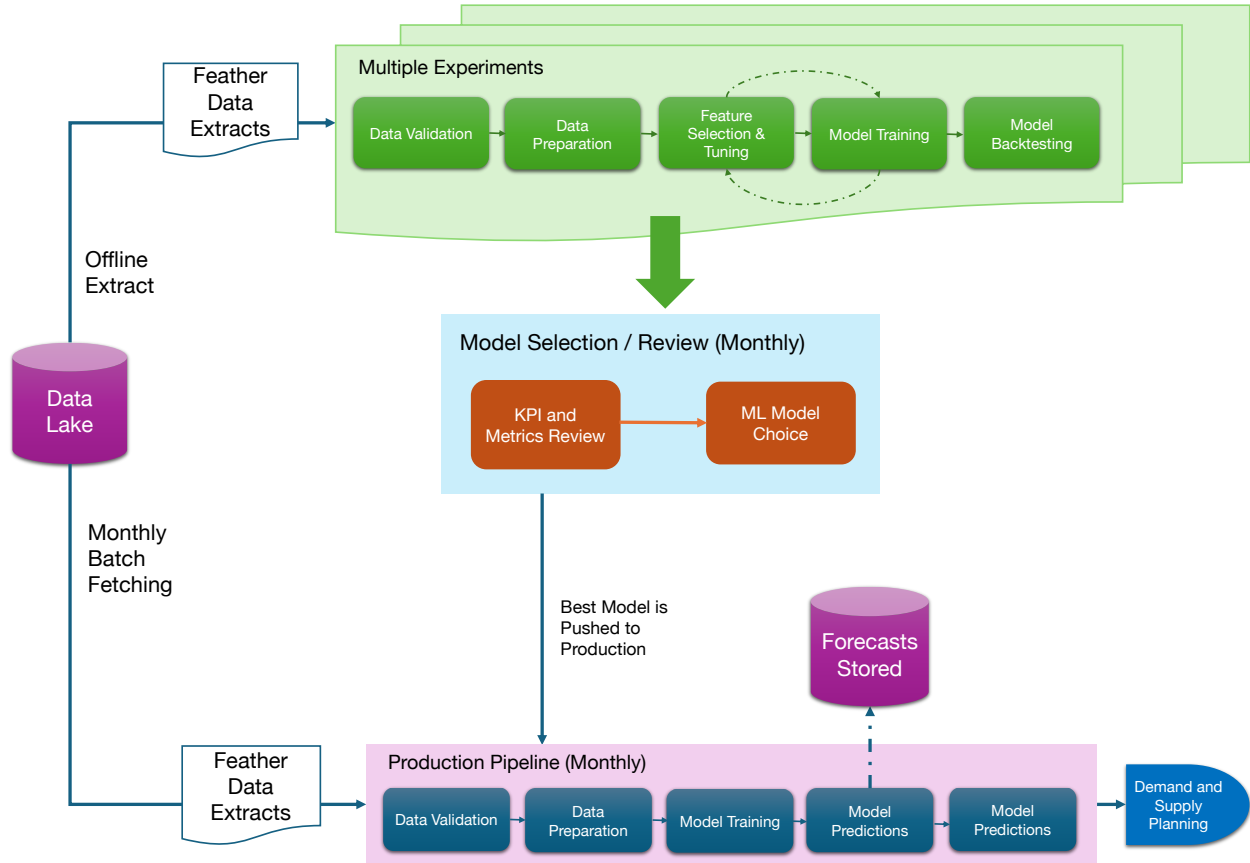 Feather
Data
Extracts
Multiple Experiments
Data Validation
Data
Preparation
Feature
Selection &
Tuning
Model Training
Model
Backtesting
Offline
Extract
Model Selection / Review (Monthly)
KPI and
Metrics Review
ML Model
Choice
Data
Lake
Monthly
Batch
Fetching
Best Model is
Pushed to
Production
Forecasts
Stored
Feather
Data
Extracts
Production Pipeline (Monthly)
Data Validation
Data
Preparation
Model Training
Model
Predictions
Model
Predictions
Demand and
Supply
Planning